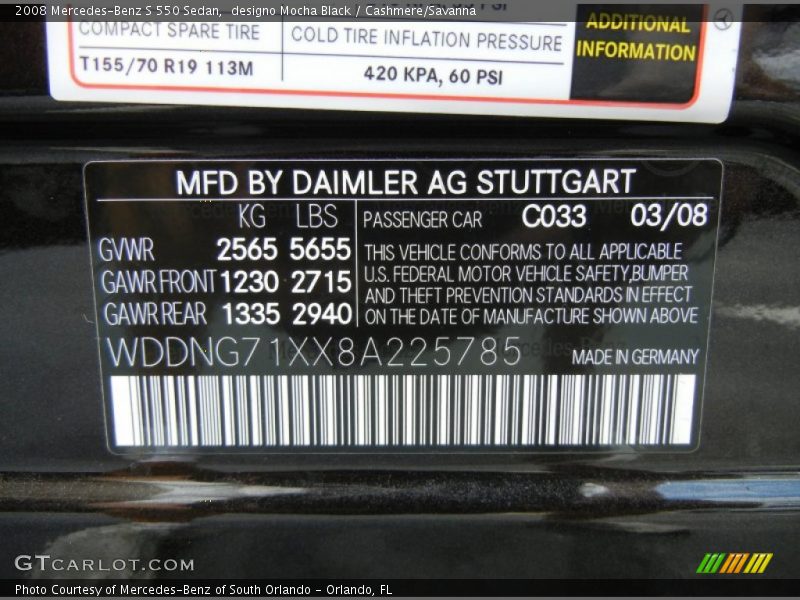 2008 Mercedes-Benz S 550 Sedan,  designo Mocha Black / Cashmere/Savanna
COMPACT SPARE TIRE
COLD TIRE INFLATION PRESSURE
T155/70 R19 113M
420 KPA, 60 PSI
ADDITIONAL
INFORMATION
MFD BY DAIMLER AG STUTTGART
KG LBS
GVWR 2565 5655
GAWR FRONT 1230 2715
GAWR REAR 1335 2940
PASSENGER CAR C033 03/08
THIS VEHICLE CONFORMS TO ALL APPLICABLE
U.S. FEDERAL MOTOR VEHICLE SAFETY,BUMPER
AND THEFT PREVENTION STANDARDS IN EFFECT
ON THE DATE OF MANUFACTURE SHOWN ABOVE
WDDNG71XX8A225785
MADE IN GERMANY
GTCARLOT.COM
Photo Courtesy of Mercedes-Benz of South Orlando - Orlando, FL